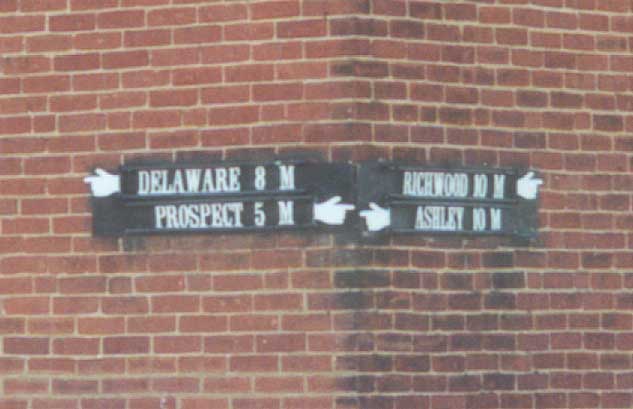 DELAWARE 8 M
PROSPECT 5 M
RICHWOOD 10 M
ASHLEY 10 M